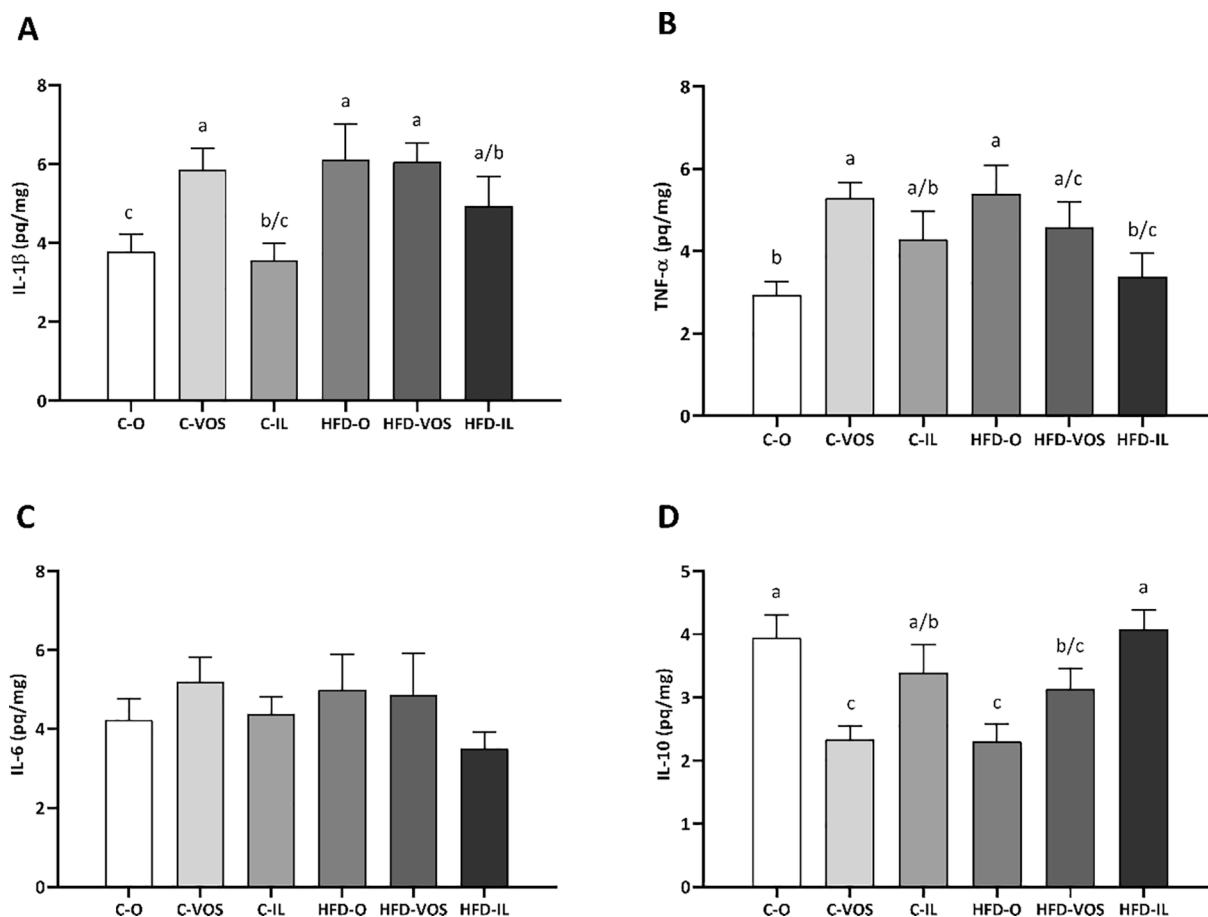 A
IL-1β (pq/mg)
8
6
4
2
0
c
a
b/c
a
a
a/b
C-O C-VOS C-IL HFD-O HFD-VOS HFD-IL
B
TNF-α (pq/mg)
8
6
4
2
0
b
a
a/b
a
a/c
b/c
C-O C-VOS C-IL HFD-O HFD-VOS HFD-IL
C
IL-6 (pq/mg)
8
6
4
2
0
C-O C-VOS C-IL HFD-O HFD-VOS HFD-IL
D
IL-10 (pq/mg)
5
4
3
2
1
0
a
c
a/b
c
b/c
a
C-O C-VOS C-IL HFD-O HFD-VOS HFD-IL